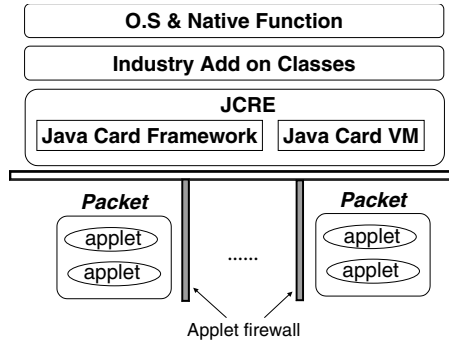 O.S & Native Function
Industry Add on Classes
JCRE
Java Card Framework
Java Card VM
Packet
applet
applet
......
Packet
applet
applet
Applet firewall